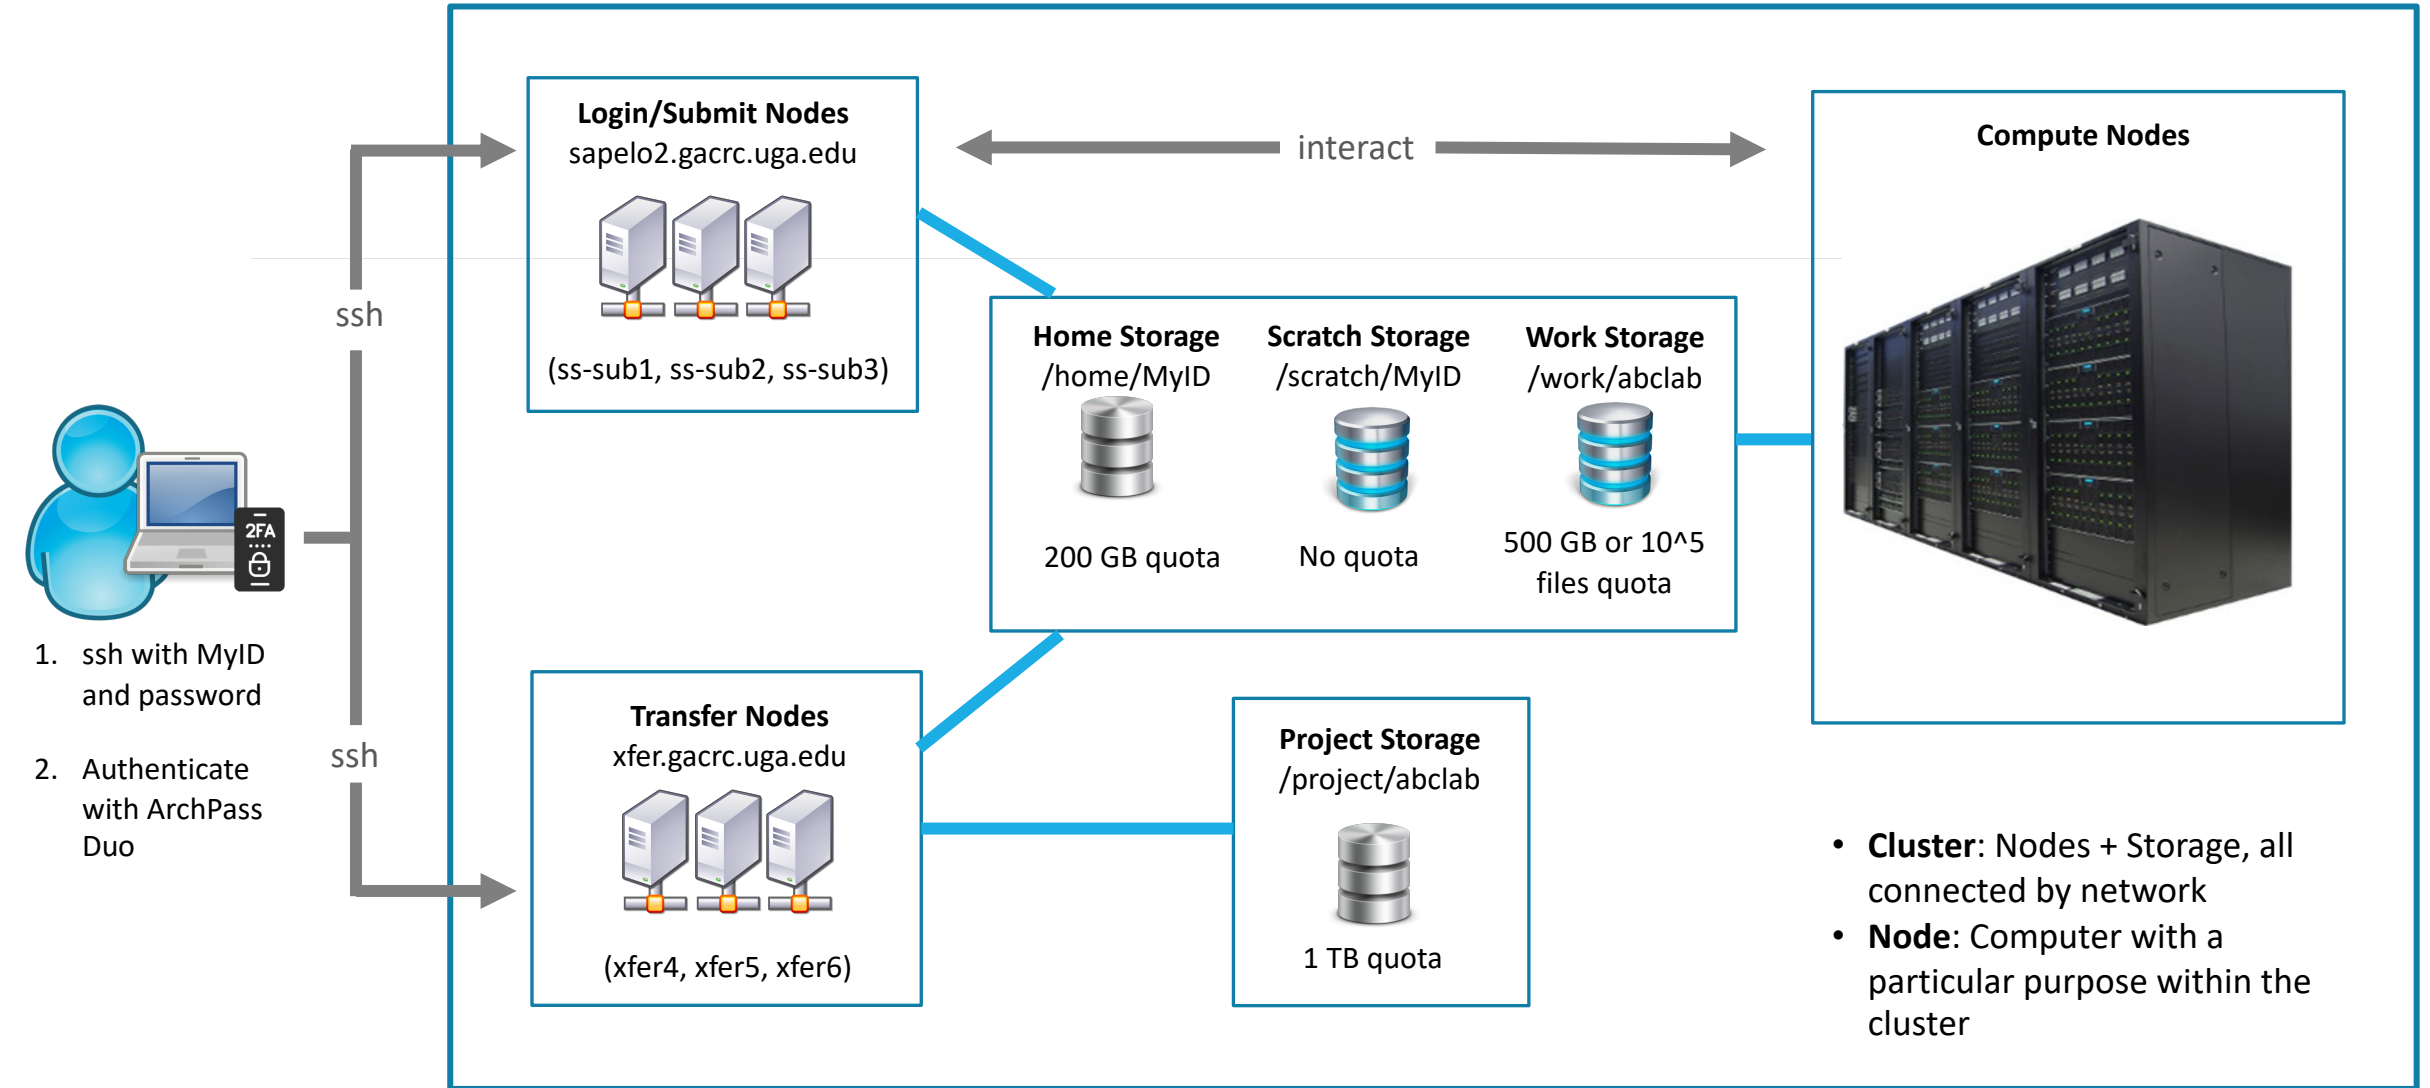 Login/Submit Nodes
sapelo2.gacrc.uga.edu
(ss-sub1, ss-sub2, ss-sub3)
interact
Compute Nodes
ssh
Home Storage
/home/MyID
200 GB quota
Scratch Storage
/scratch/MyID
No quota
Work Storage
/work/abclab
500 GB or 10^5
files quota
2FA
1. ssh with MyID
and password
2. Authenticate
with ArchPass
Duo
ssh
Transfer Nodes
xfer.gacrc.uga.edu
(xfer4, xfer5, xfer6)
Project Storage
/project/abclab
1 TB quota
• Cluster: Nodes + Storage, all
connected by network
• Node: Computer with a
particular purpose within the
cluster